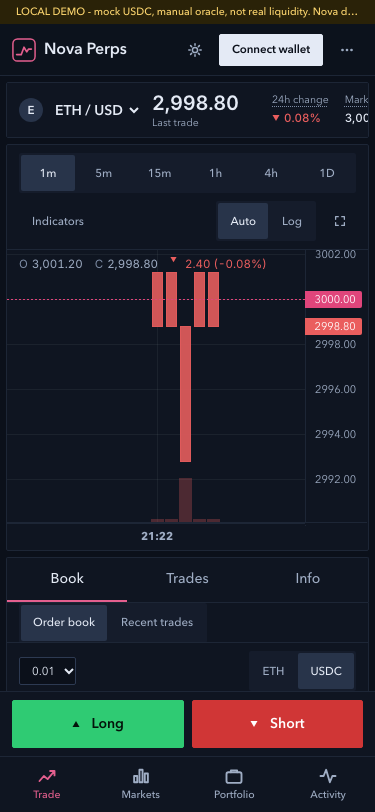 LOCAL DEMO - mock USDC, manual oracle, not real liquidity. Nova d...
Nova Perps
Connect wallet
E
ETH / USD
2,998.80
Last trade
24h change
▼ 0.08%
Mark
3,00
1m 5m 15m 1h 4h 1D
Indicators
Auto Log
O 3,001.20 C 2,998.80 ▼ 2.40 (−0.08%)
3002.00
3000.00
2998.80
2998.00
2996.00
2994.00
2992.00
21:22
Book Trades Info
Order book Recent trades
0.01
ETH USDC
▲ Long
▼ Short
Trade Markets Portfolio Activity